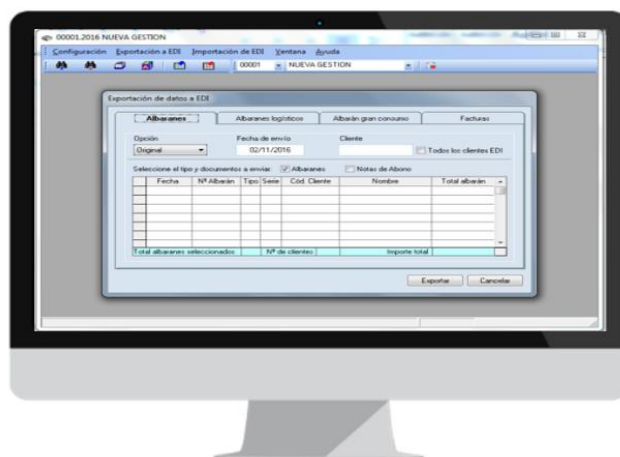 00001.2016 NUEVA GESTION
Configuración Exportación a EDI Importación de EDI Ventana Ayuda
00001 NUEVA GESTION
Exportación de datos a EDI
Albaranes Albaranes logísticos Albarán gran consumo Facturas
Opción Fecha de envío Cliente
Original 02/11/2016 Todos los clientes EDI
Seleccione el tipo y documentos a enviar: Albaranes Notas de Abono
Fecha Nº Albarán Tipo Serie Cód. Cliente Nombre Total albarán
Total albaranes seleccionados Nº de clientes Importe total
Exportar Cancelar